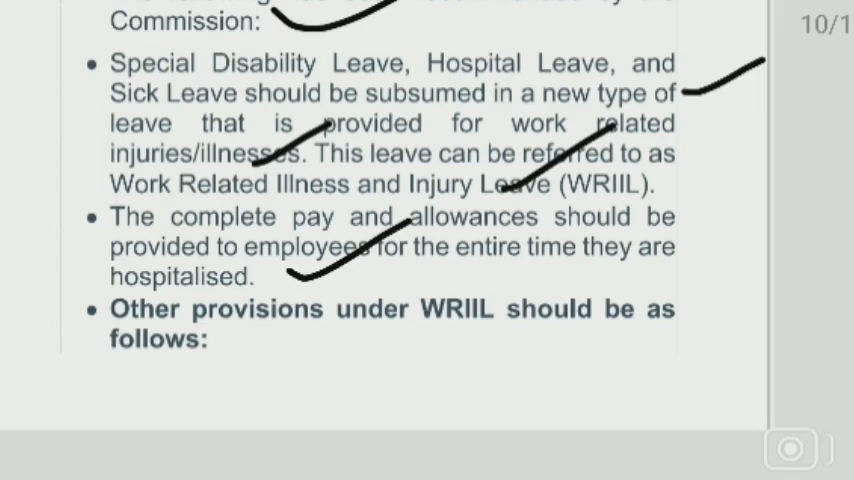 Commission:
Special Disability Leave, Hospital Leave, and
Sick Leave should be subsumed in a new type of
leave that is provided for work related
injuries/illnesses. This leave can be referred to as
Work Related Illness and Injury Leave (WRIIL).
The complete pay and allowances should be
provided to employees for the entire time they are
hospitalised.
Other provisions under WRIIL should be as
follows:
10/1